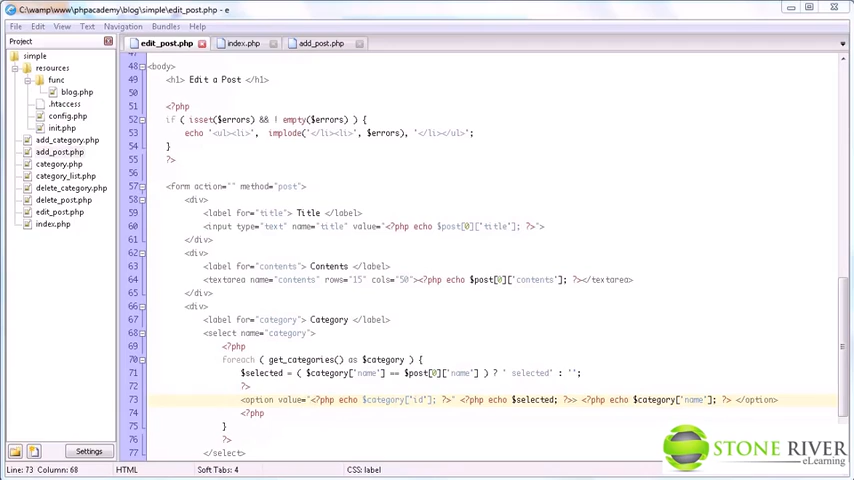 C:\wamp\www\phpacademy\blog\simple\edit_post.php - e
File Edit View Text Navigation Bundles Help
Project
edit_post.php index.php add_post.php
simple
resources
func
blog.php
.htaccess
config.php
init.php
add_category.php
add_post.php
category.php
category_list.php
delete_category.php
delete_post.php
edit_post.php
index.php
Settings
47
48 <body>
49 <h1> Edit a Post </h1>
50
51 <?php
52 if ( isset($errors) && ! empty($errors) ) {
53 echo '<ul><li>', implode('</li><li>', $errors), '</li></ul>';
54 }
55 ?>
56
57 <form action="" method="post">
58 <div>
59 <label for="title"> Title </label>
60 <input type="text" name="title" value="<?php echo $post[0]['title']; ?>">
61 </div>
62 <div>
63 <label for="contents"> Contents </label>
64 <textarea name="contents" rows="15" cols="50"><?php echo $post[0]['contents']; ?></textarea>
65 </div>
66 <div>
67 <label for="category"> Category </label>
68 <select name="category">
69 <?php
70 foreach ( get_categories() as $category ) {
71 $selected = ( $category['name'] == $post[0]['name'] ) ? ' selected' : '';
72 ?>
73 <option value="<?php echo $category['id']; ?>" <?php echo $selected; ?>> <?php echo $category['name']; ?> </option>
74 <?php
75 }
76 ?>
77 </select>
STONE RIVER
eLearning
Line: 73 Column: 68 HTML Soft Tabs: 4 CSS: label